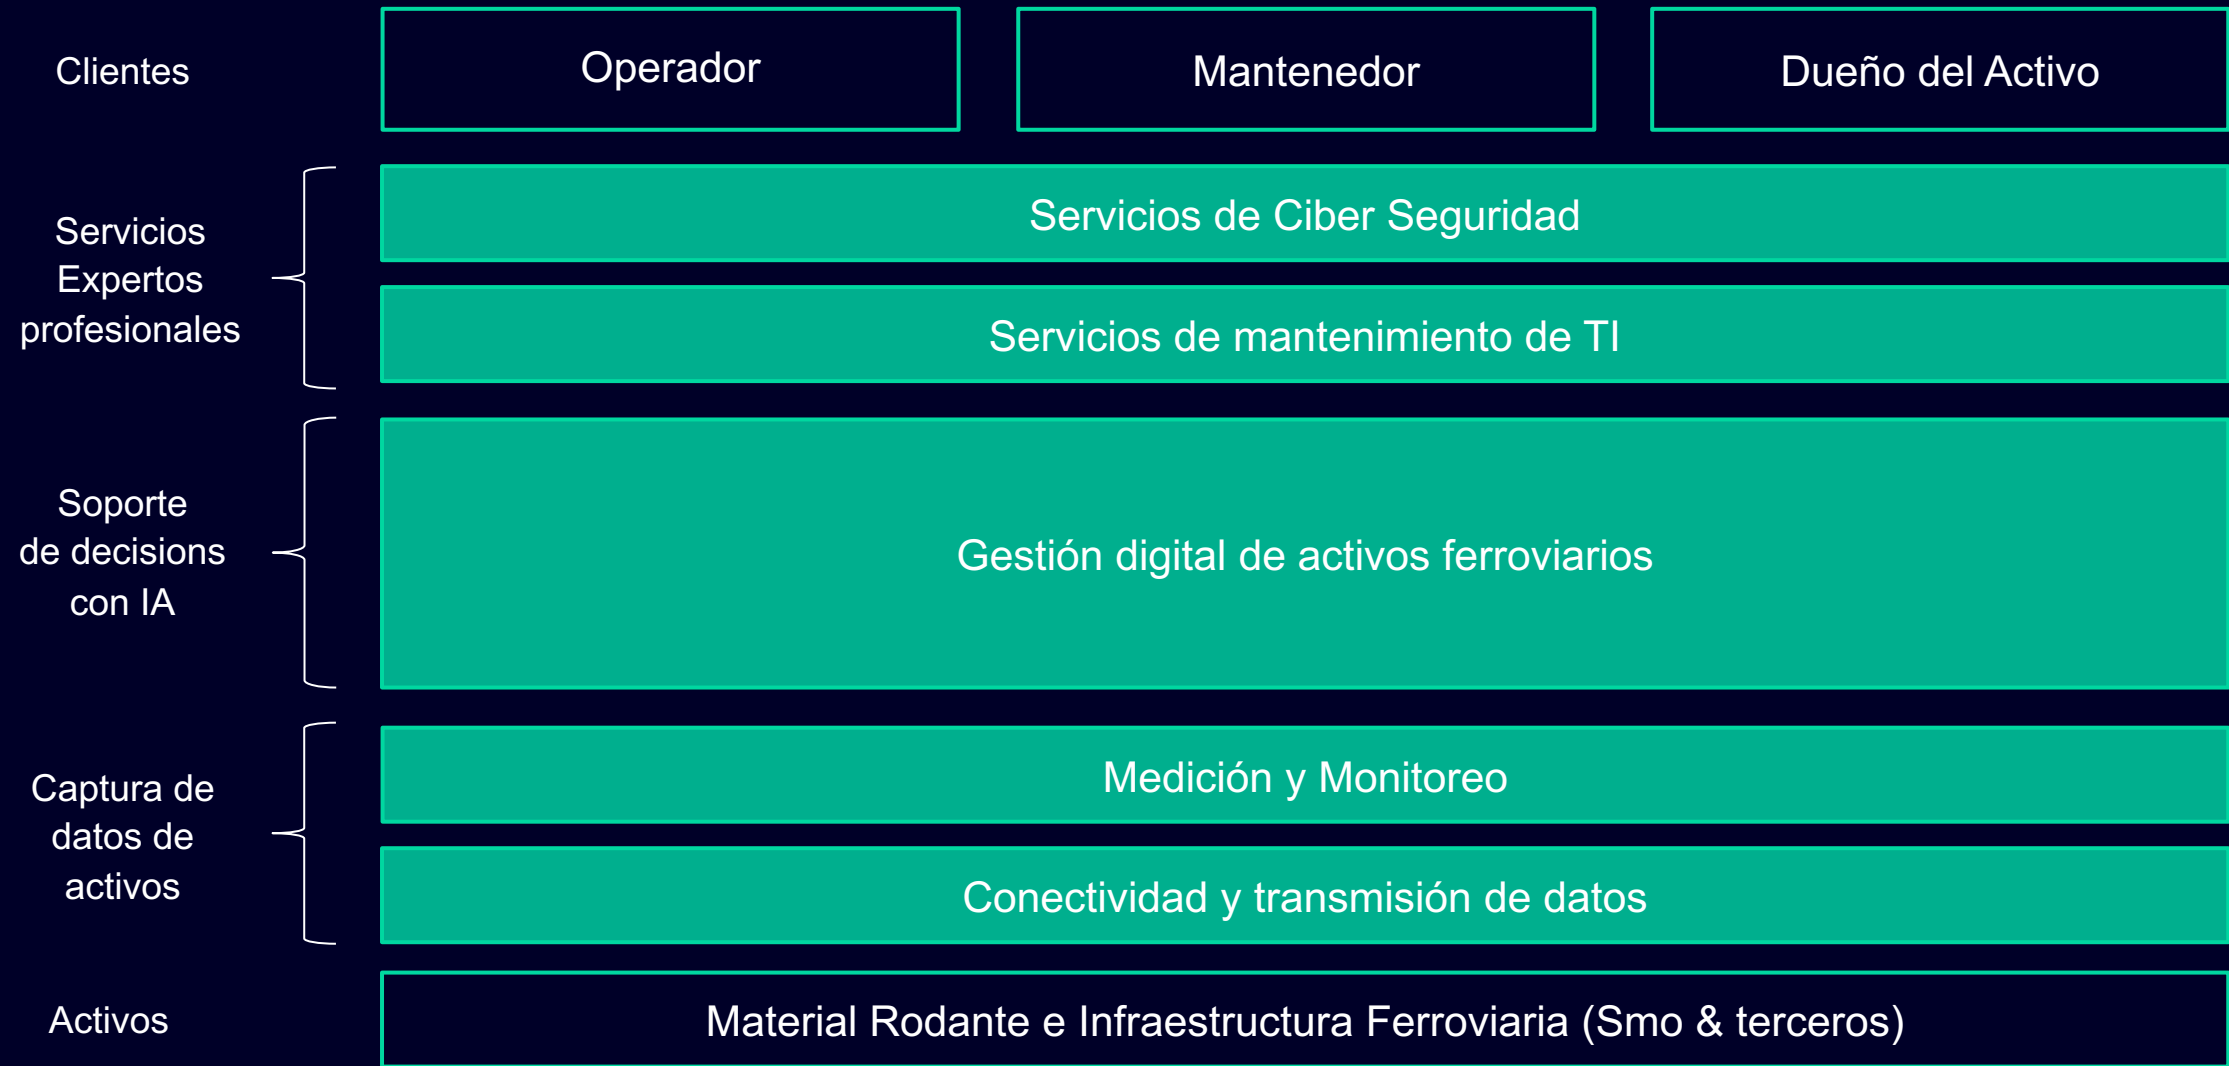 Clientes
Operador
Mantenedor
Dueño del Activo
Servicios
Expertos
profesionales
Servicios de Ciber Seguridad
Servicios de mantenimiento de TI
Soporte
de decisions
con IA
Gestión digital de activos ferroviarios
Captura de
datos de
activos
Medición y Monitoreo
Conectividad y transmisión de datos
Activos
Material Rodante e Infraestructura Ferroviaria (Smo & terceros)